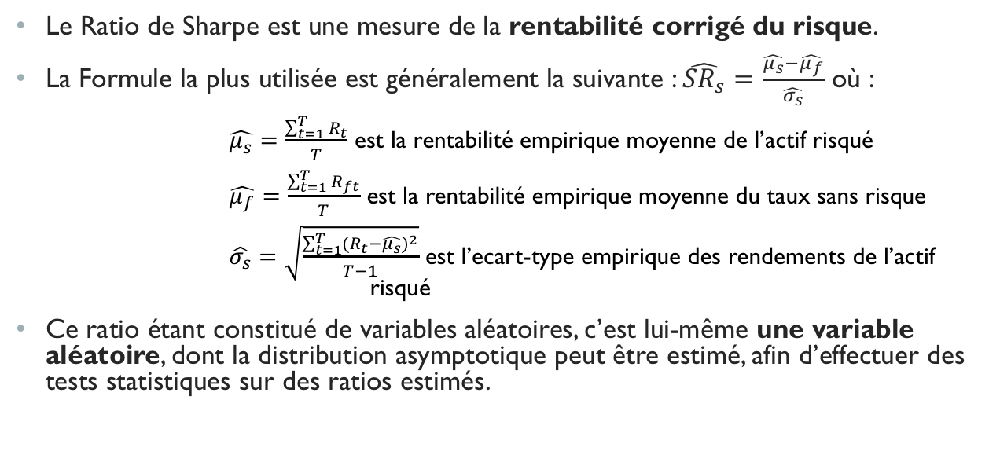 • Le Ratio de Sharpe est une mesure de la rentabilité corrigé du risque.
• La Formule la plus utilisée est généralement la suivante : $\widehat{SR}_s = \frac{\widehat{\mu_s} - \widehat{\mu_f}}{\widehat{\sigma_s}}$ où :
$\widehat{\mu_s} = \frac{\sum_{t=1}^{T} R_t}{T}$ est la rentabilité empirique moyenne de l’actif risqué
$\widehat{\mu_f} = \frac{\sum_{t=1}^{T} R_{ft}}{T}$ est la rentabilité empirique moyenne du taux sans risque
$\widehat{\sigma_s} = \sqrt{\frac{\sum_{t=1}^{T} (R_t - \widehat{\mu_s})^2}{T-1}}$ est l’ecart-type empirique des rendements de l’actif
risqué
• Ce ratio étant constitué de variables aléatoires, c’est lui-même une variable
aléatoire, dont la distribution asymptotique peut être estimé, afin d’effectuer des
tests statistiques sur des ratios estimés.